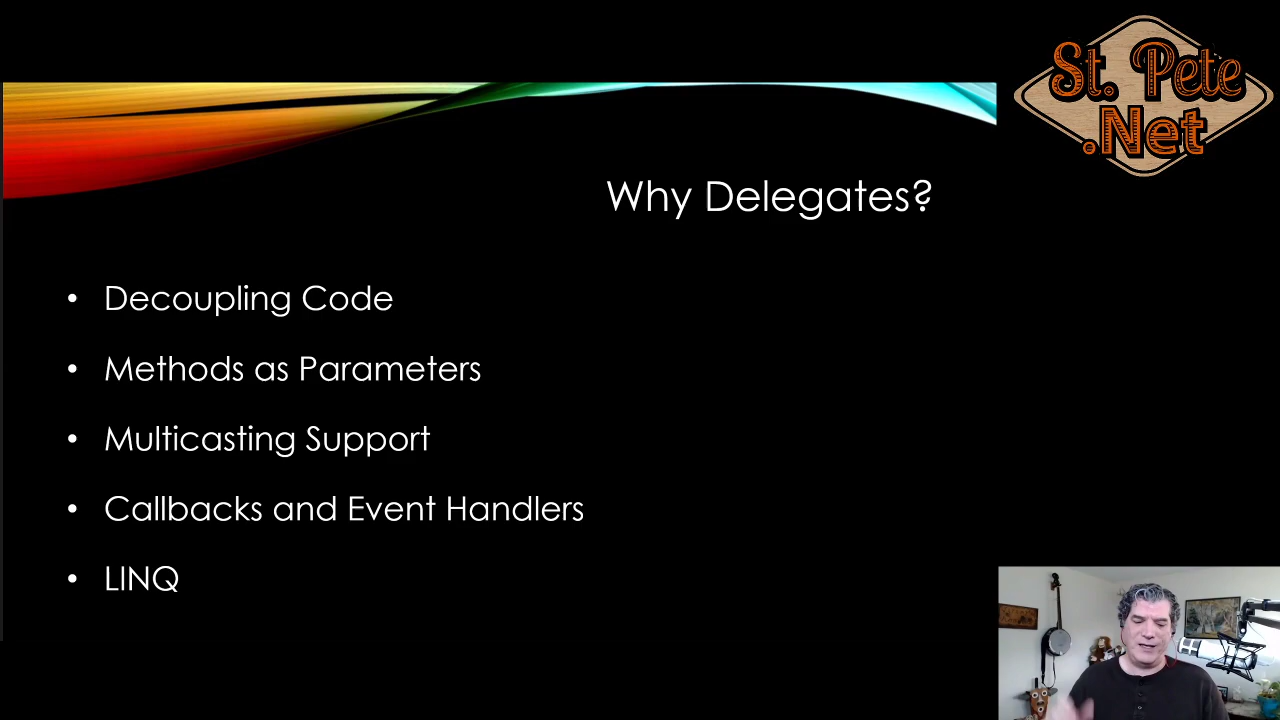 St. Pete
.Net
Why Delegates?
• Decoupling Code
• Methods as Parameters
• Multicasting Support
• Callbacks and Event Handlers
• LINQ